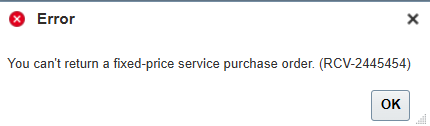 Error
You can't return a fixed-price service purchase order. (RCV-2445454)
OK